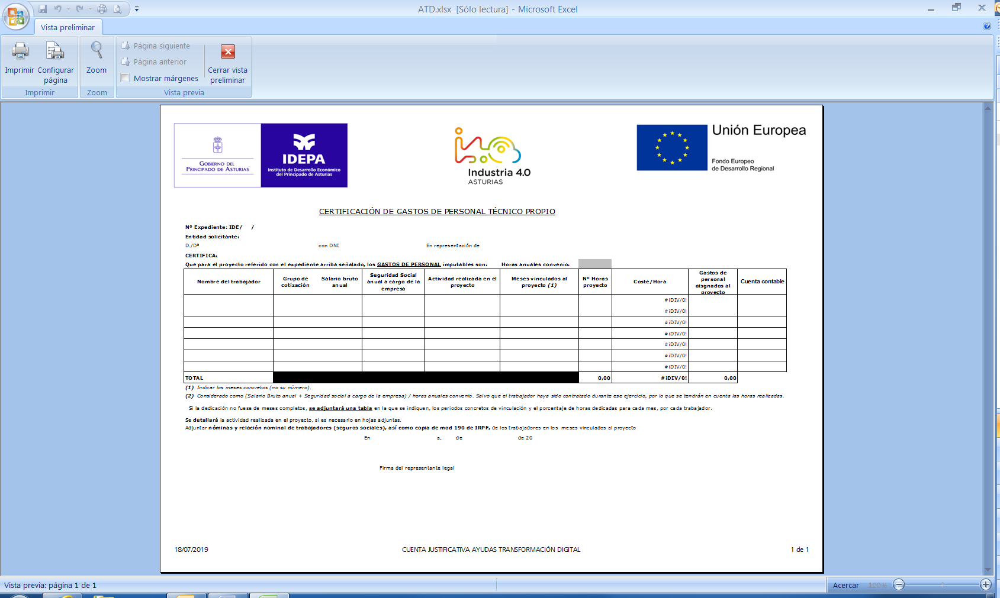 ATD.xlsx [Sólo lectura] - Microsoft Excel
Vista preliminar
Imprimir
Configurar página
Zoom
Página siguiente
Página anterior
Mostrar márgenes
Cerrar vista preliminar
Imprimir
Zoom
Vista previa
GOBIERNO DEL
PRINCIPADO DE ASTURIAS
IDEPA
Instituto de Desarrollo Económico
del Principado de Asturias
Industria 4.0
ASTURIAS
Unión Europea
Fondo Europeo
de Desarrollo Regional
CERTIFICACIÓN DE GASTOS DE PERSONAL TÉCNICO PROPIO
Nº Expediente: IDE/ /
Entidad solicitante:
D./Dª con DNI En representación de
CERTIFICA:
Que para el proyecto referido con el expediente arriba señalado, los GASTOS DE PERSONAL imputables son: Horas anuales convenio:
Nombre del trabajador
Grupo de cotización
Salario bruto anual
Seguridad Social anual a cargo de la empresa
Actividad realizada en el proyecto
Meses vinculados al proyecto (1)
Nº Horas proyecto
Coste/Hora
Gastos de personal aisgnados al proyecto
Cuenta contable
#¡DIV/0!
#¡DIV/0!
#¡DIV/0!
#¡DIV/0!
#¡DIV/0!
#¡DIV/0!
#¡DIV/0!
TOTAL 0,00 #¡DIV/0! 0,00
(1) Indicar los meses concretos (no su número).
(2) Considerado como (Salario Bruto anual + Seguridad social a cargo de la empresa) / horas anuales convenio. Salvo que el trabajador haya sido contratado durante ese ejercicio, por lo que se tendrán en cuenta las horas realizadas.
Si la dedicación no fuese de meses completos, se adjuntará una tabla en la que se indiquen, los periodos concretos de vinculación y el porcentaje de horas dedicadas para cada mes, por cada trabajador.
Se detallará la actividad realizada en el proyecto, si es necesario en hojas adjuntas.
Adjuntar nóminas y relación nominal de trabajadores (seguros sociales), así como copia de mod 190 de IRPF, de los trabajadores en los meses vinculados al proyecto
En a, de de 20
Firma del representante legal
18/07/2019 CUENTA JUSTIFICATIVA AYUDAS TRANSFORMACIÓN DIGITAL 1 de 1
Vista previa: página 1 de 1
Acercar 100%